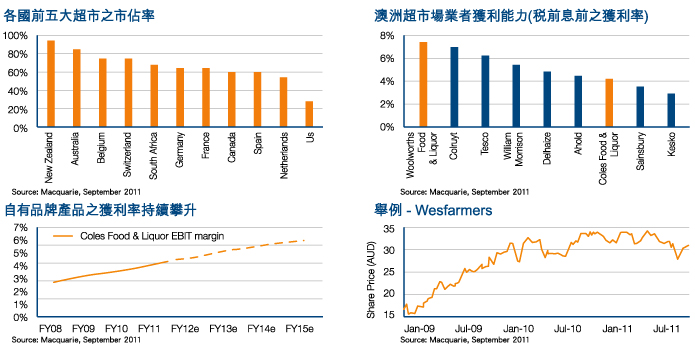 各國前五大超市之市佔率
100%
80%
60%
40%
20%
0%
New Zealand
Australia
Belgium
Switzerland
South Africa
Germany
France
Canada
Spain
Netherlands
Us
Source: Macquarie, September 2011
澳洲超市場業者獲利能力(税前息前之獲利率)
8%
6%
4%
2%
0%
Woolworths Food & Liquor
Colruyt
Tesco
William Morrison
Delhaize
Ahold
Coles Food & Liquor
Sainsbury
Kesko
Source: Macquarie, September 2011
自有品牌產品之獲利率持續攀升
7%
6%
5%
4%
3%
2%
1%
0%
Coles Food & Liquor EBIT margin
FY08
FY09
FY10
FY11
FY12e
FY13e
FY14e
FY15e
Source: Macquarie, September 2011
舉例 - Wesfarmers
Share Price (AUD)
35
30
25
20
15
Jan-09
Jul-09
Jan-10
Jul-10
Jan-11
Jul-11
Source: Macquarie, September 2011